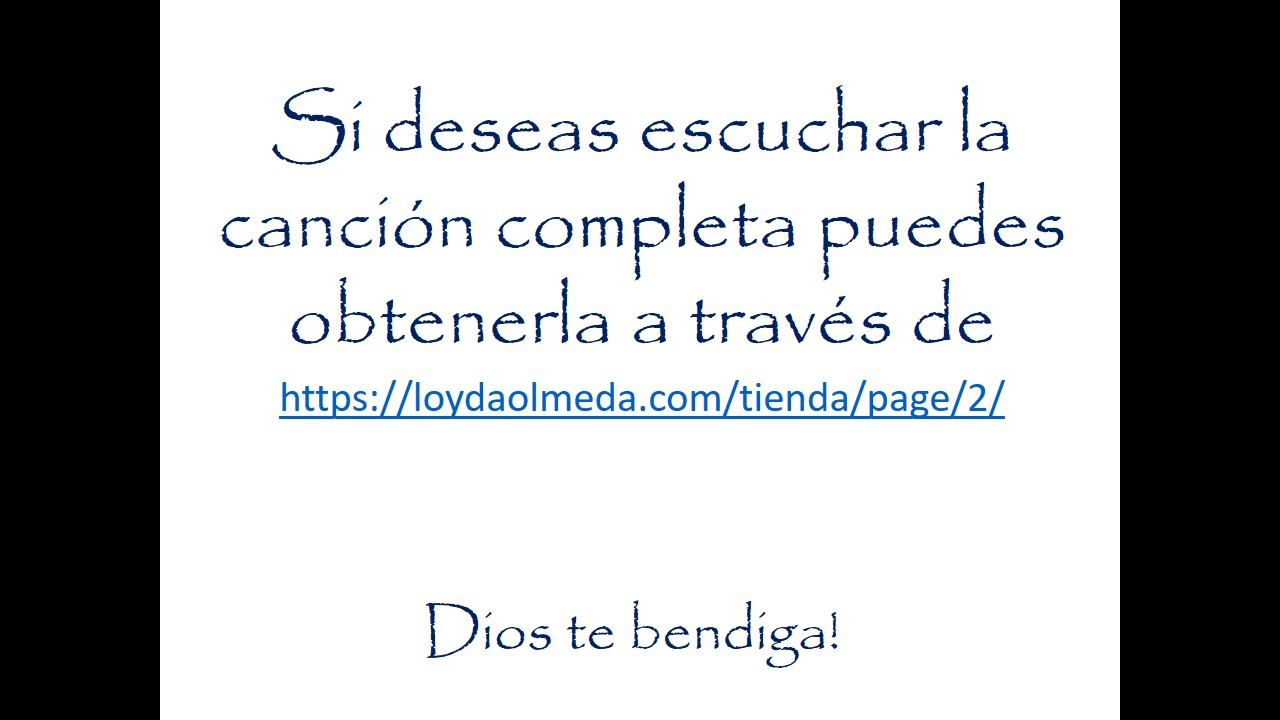 Si deseas escuchar la
canción completa puedes
obtenerla a través de
https://loydaolmeda.com/tienda/page/2/
Dios te bendiga!